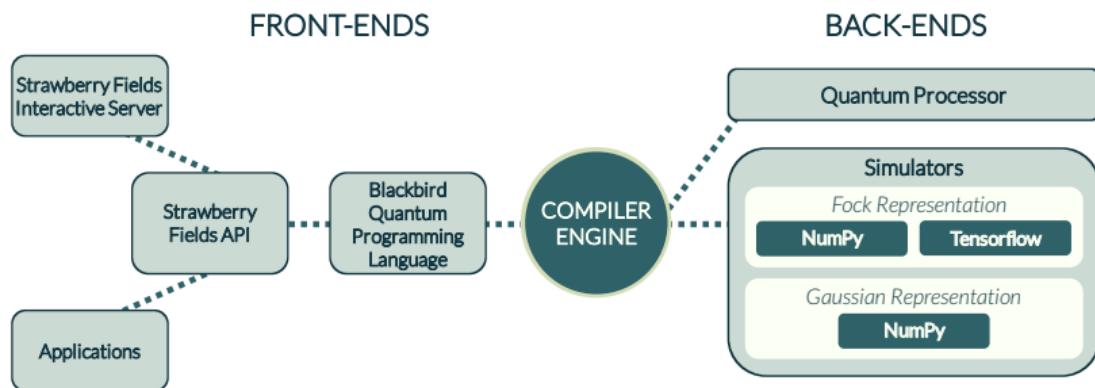 FRONT-ENDS
BACK-ENDS
Strawberry Fields
Interactive Server
Strawberry
Fields API
Applications
Blackbird
Quantum
Programming
Language
COMPILER
ENGINE
Quantum Processor
Simulators
Fock Representation
NumPy
Tensorflow
Gaussian Representation
NumPy